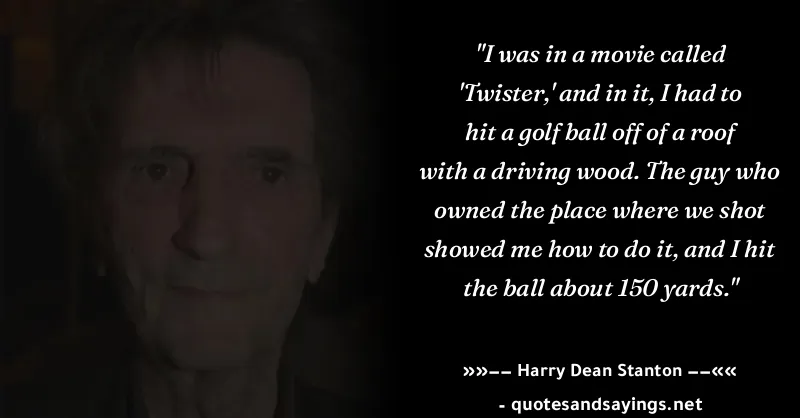 "I was in a movie called
'Twister,' and in it, I had to
hit a golf ball off of a roof
with a driving wood. The guy who
owned the place where we shot
showed me how to do it, and I hit
the ball about 150 yards."
»»−− Harry Dean Stanton −−««
- quotesandsayings.net